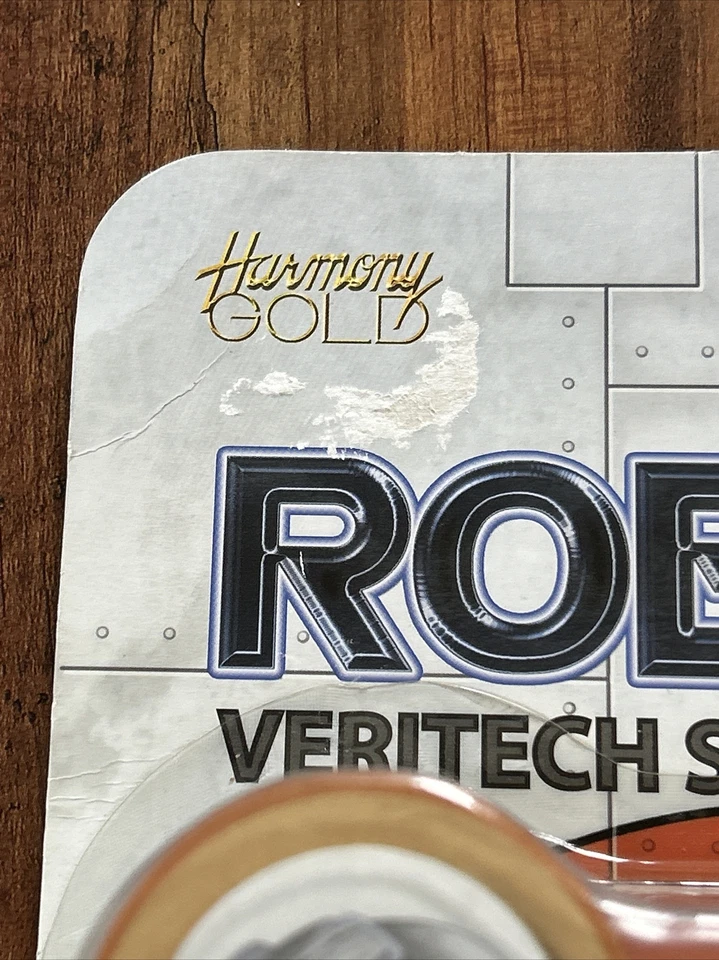 Harmony
GOLD
ROB
VERITECH S